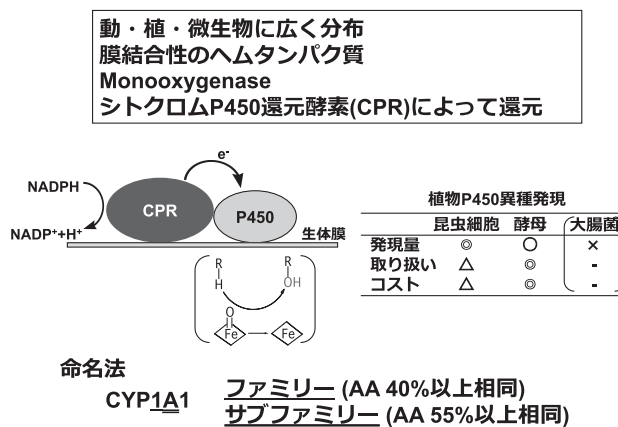 動・植・微生物に広く分布
膜結合性のヘムタンパク質
Monooxygenase
シトクロムP450還元酵素(CPR)によって還元
e-
NADPH
CPR
P450
NADP++H+
生体膜
R
H
R
OH
O
Fe
Fe
植物P450異種発現
昆虫細胞 酵母 大腸菌
発現量 ◎ ○ ×
取り扱い △ ◎ -
コスト △ ◎ -
命名法
CYP1A1
ファミリー (AA 40%以上相同)
サブファミリー (AA 55%以上相同)